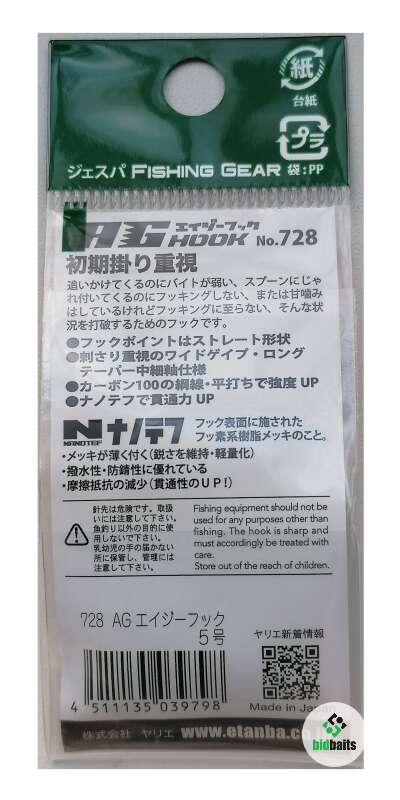 紙
台紙
プラ
ジェスパ FISHING GEAR 袋:PP
エイジーフック
AG HOOK No.728
初期掛り重視
追いかけてくるのにバイトが弱い、スプーンにじゃ
れ付いてくるのにフッキングしない、または甘噛み
はしているけれどフッキングに至らない、そんな状
況を打破するためのフックです。
●フックポイントはストレート形状
●刺さり重視のワイドゲイプ・ロング
テーパー中細軸仕様
●カーボン100の鋼線・平打ちで強度UP
●ナノテフで貫通力UP
N NANOTEF ナノテフ フック表面に施された
フッ素系樹脂メッキのこと。
・メッキが薄く付く(鋭さを維持・軽量化)
・撥水性・防錆性に優れている
・摩擦抵抗の減少(貫通性のUP!)
針先は危険です。取扱
いには注意して下さい。
魚釣り以外の目的に使
用しないで下さい。
乳幼児の手の届かない
所に保管し、管理には
注意して下さい。
Fishing equipment should not be
used for any purposes other than
fishing. The hook is sharp and
must accordingly be treated with
care.
Store out of the reach of children.
728 AGエイジーフック
5号
ヤリエ新着情報
4 511135 039798
Made in Japan
株式会社 ヤリエ www.etanba.co
bidbaits